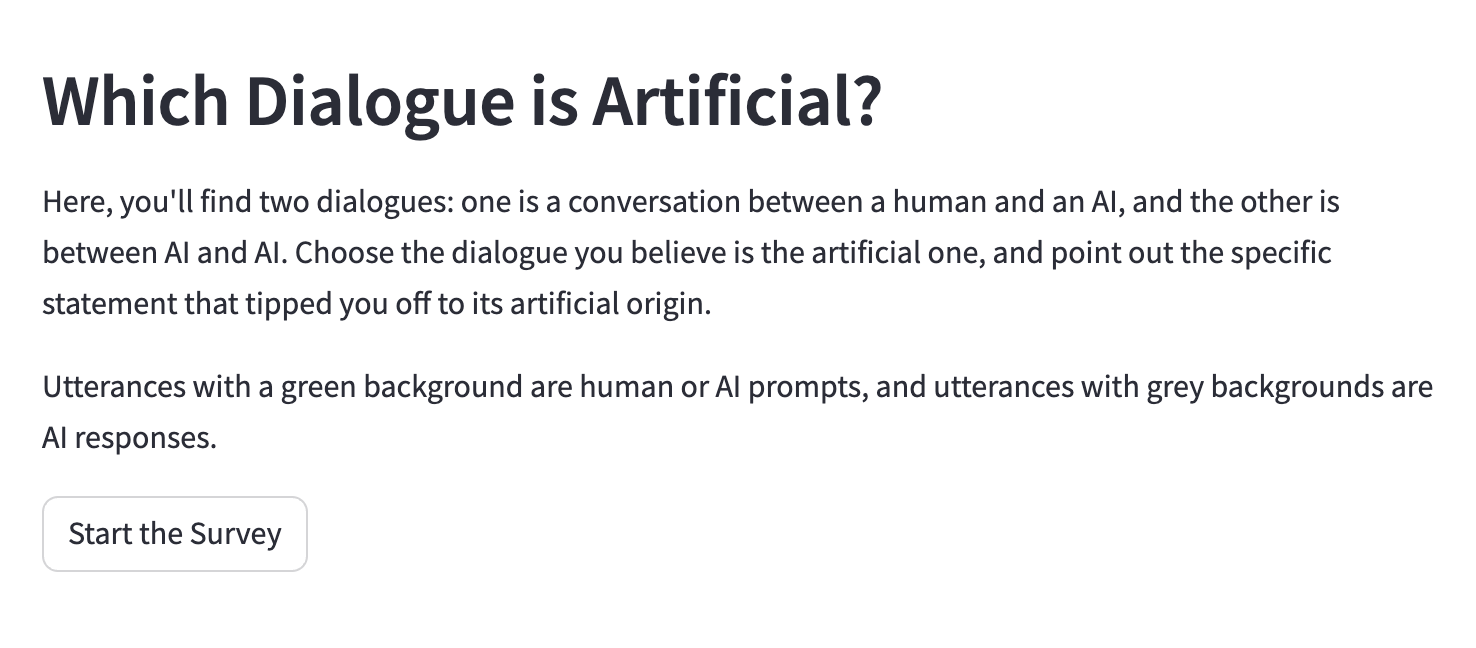 Which Dialogue is Artificial?
Here, you'll find two dialogues: one is a conversation between a human and an AI, and the other is
between AI and AI. Choose the dialogue you believe is the artificial one, and point out the specific
statement that tipped you off to its artificial origin.
Utterances with a green background are human or AI prompts, and utterances with grey backgrounds are
AI responses.
Start the Survey